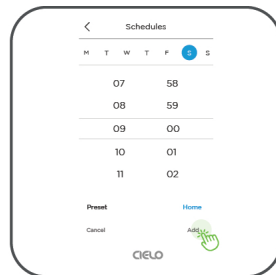 Schedules
M T W T F S S
07 58
08 59
09 00
10 01
11 02
Preset Home
Cancel Add
CIELO